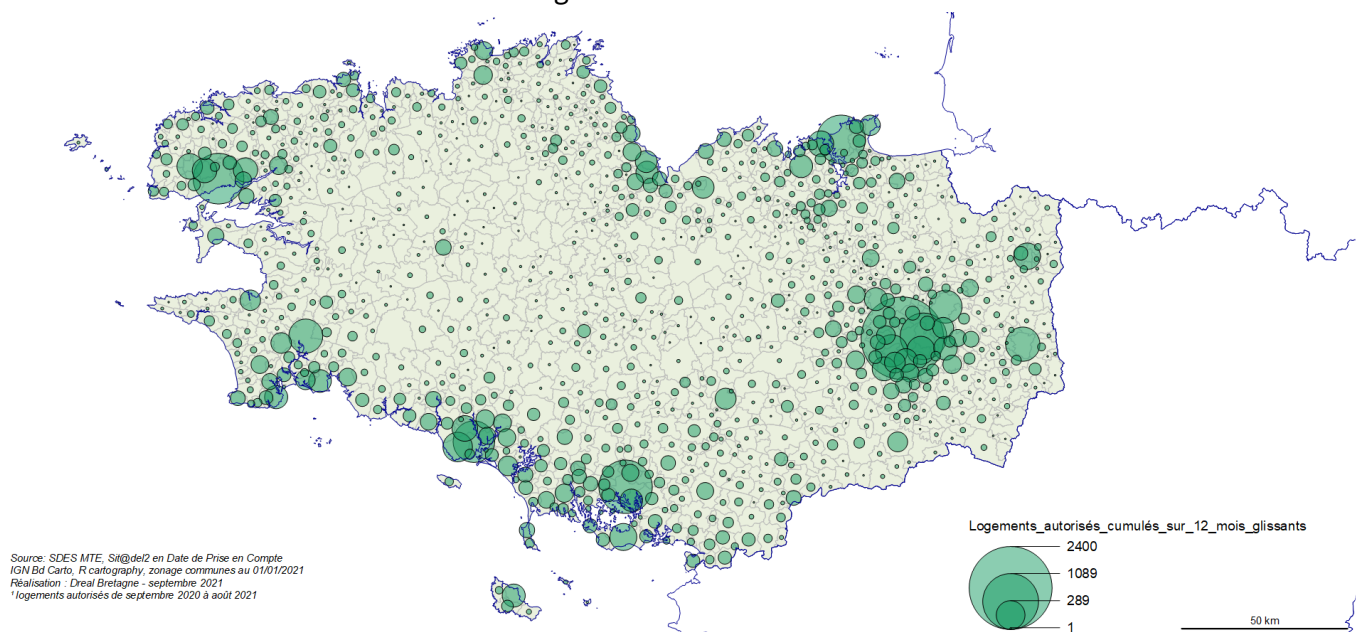 Logements_autorisés_cumulés_sur_12_mois_glissants
2400
1089
289
1
50 km
Source: SDES MTE, Sit@del2 en Date de Prise en Compte
IGN Bd Carto, R cartography, zonage communes au 01/01/2021
Réalisation : Dreal Bretagne - septembre 2021
¹ logements autorisés de septembre 2020 à août 2021